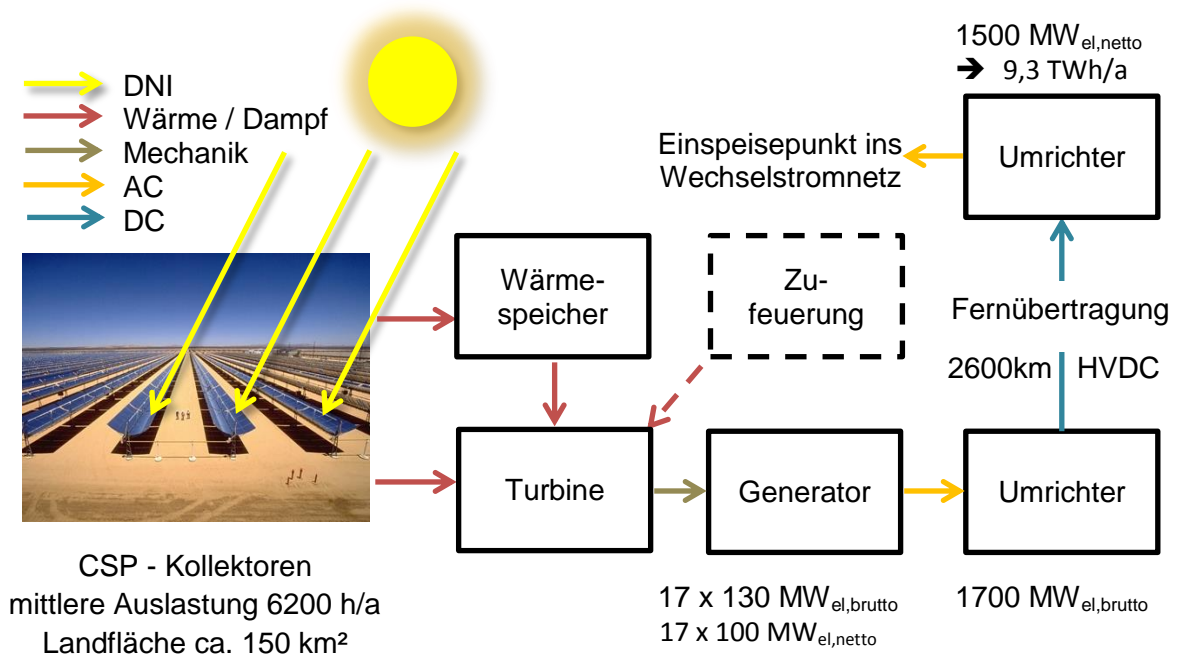 1500 MWel,netto
➔ 9,3 TWh/a
DNI
Wärme / Dampf
Mechanik
AC
DC
Einspeisepunkt ins
Wechselstromnetz
Umrichter
Wärme-
speicher
Zu-
feuerung
Fernübertragung
2600km HVDC
Turbine
Generator
Umrichter
CSP - Kollektoren
mittlere Auslastung 6200 h/a
Landfläche ca. 150 km²
17 x 130 MWel,brutto
17 x 100 MWel,netto
1700 MWel,brutto